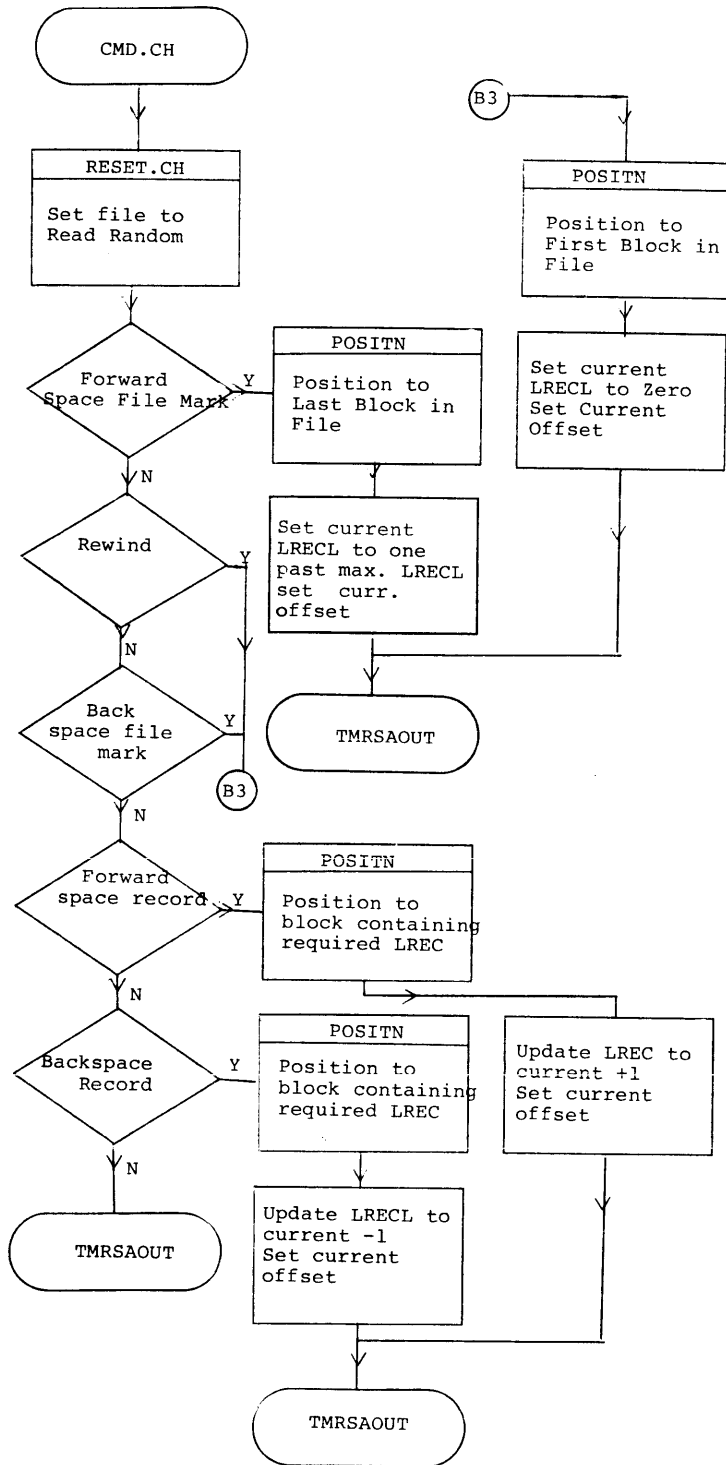 CMD.CH
RESET.CH
Set file to
Read Random
Forward
Space File Mark
Y
N
POSITN
Position to
Last Block in
File
Set current
LRECL to one
past max. LRECL
set curr.
offset
Rewind
Y
N
Back
space file
mark
Y
N
B3
B3
POSITN
Position to
First Block in
File
Set current
LRECL to Zero
Set Current
Offset
TMRSAOUT
Forward
space record
Y
N
POSITN
Position to
block containing
required LREC
Update LREC to
current +1
Set current
offset
Backspace
Record
Y
N
POSITN
Position to
block containing
required LREC
Update LRECL to
current -1
Set current
offset
TMRSAOUT
TMRSAOUT